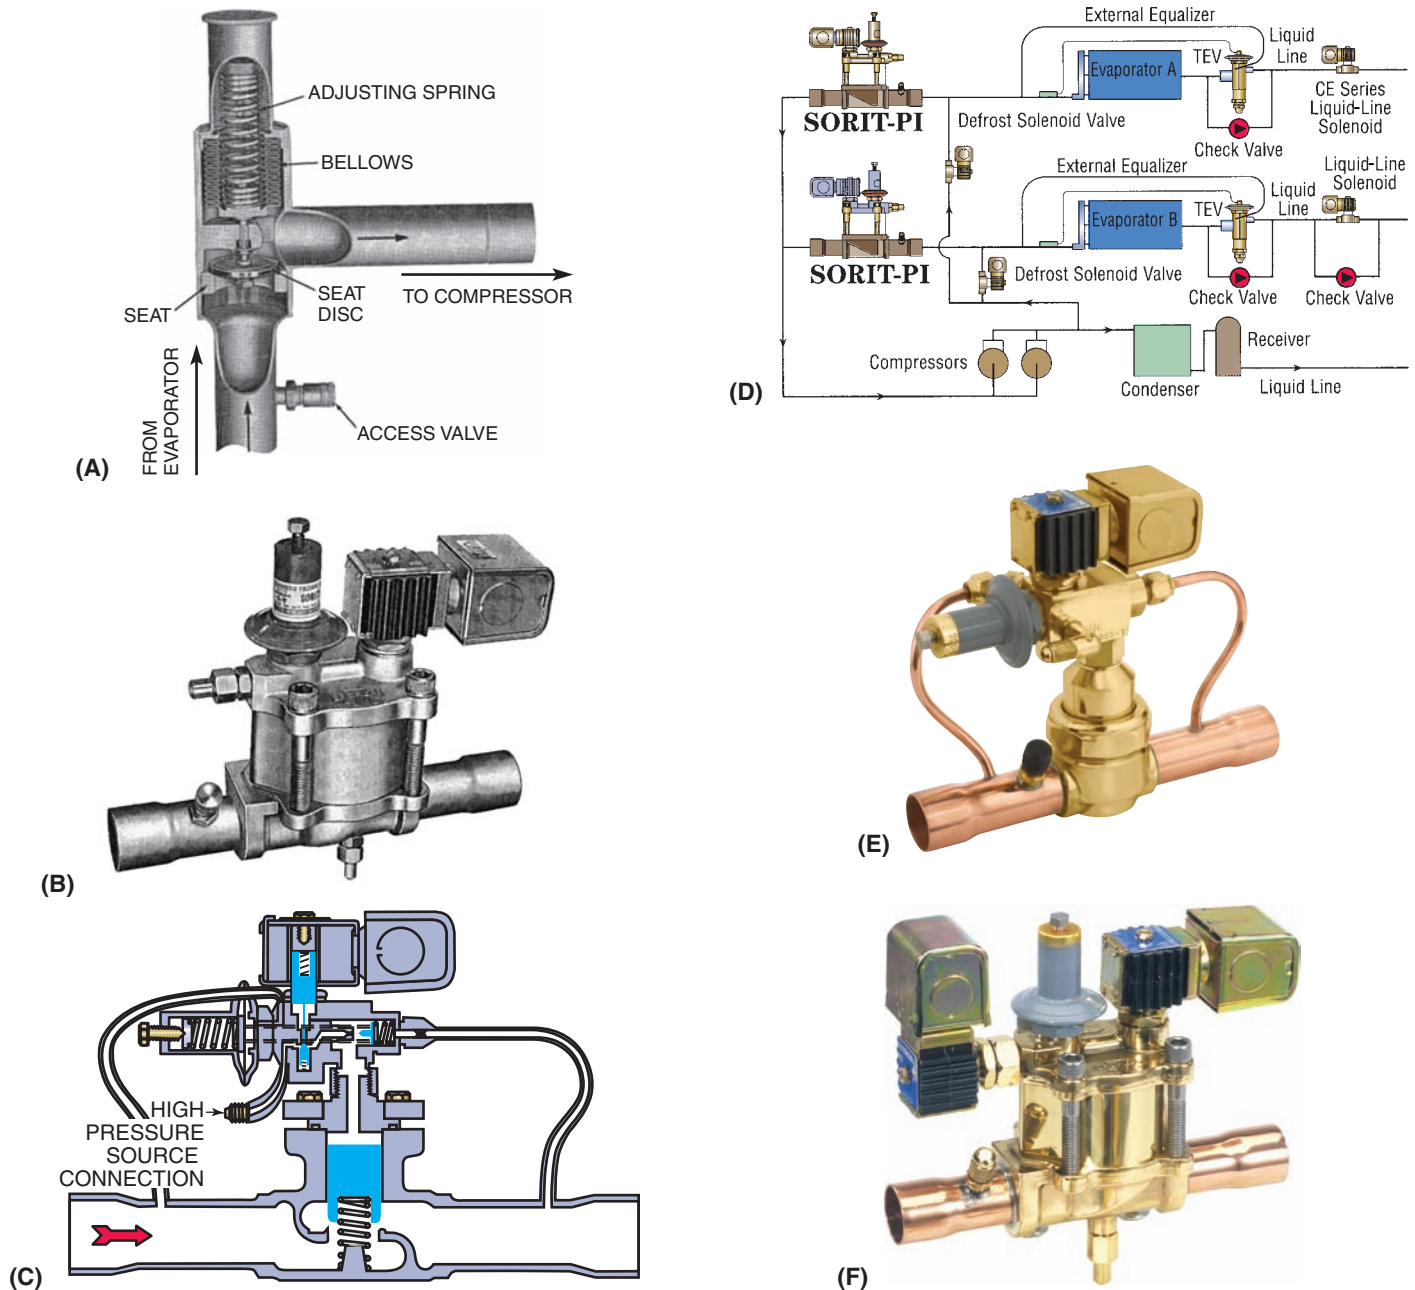 ADJUSTING SPRING
BELLOWS
SEAT
DISC
SEAT
TO COMPRESSOR
FROM
EVAPORATOR
ACCESS VALVE
(A)
(B)
HIGH
PRESSURE
SOURCE
CONNECTION
(C)
External Equalizer
Liquid
Line
TEV
Evaporator A
CE Series
Liquid-Line
Solenoid
SORIT-PI
Defrost Solenoid Valve
Check Valve
External Equalizer
Liquid-Line
Solenoid
Liquid
Line
TEV
Evaporator B
SORIT-PI
Defrost Solenoid Valve
Check Valve
Check Valve
Compressors
Receiver
Condenser
Liquid Line
(D)
(E)
(F)